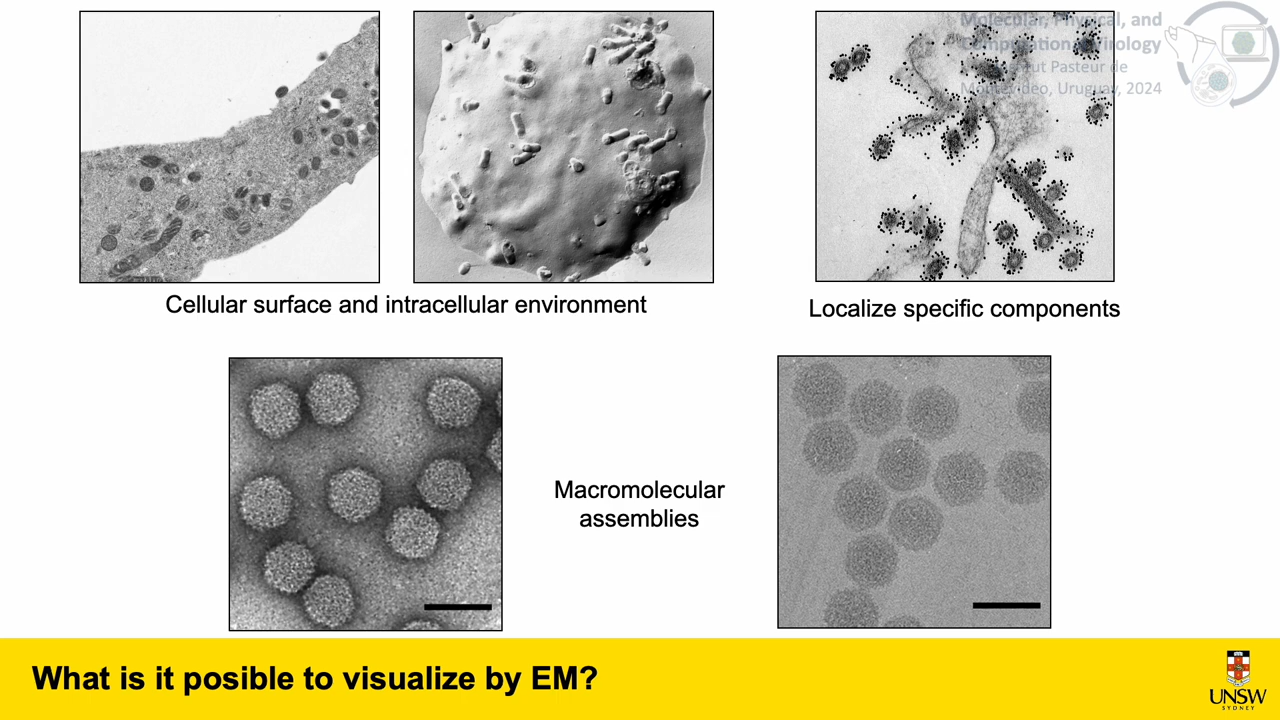 Molecular, Physical, and
Computational Virology
Institut Pasteur de
Montevideo, Uruguay, 2024
Cellular surface and intracellular environment
Localize specific components
Macromolecular
assemblies
What is it posible to visualize by EM?
UNSW
SYDNEY